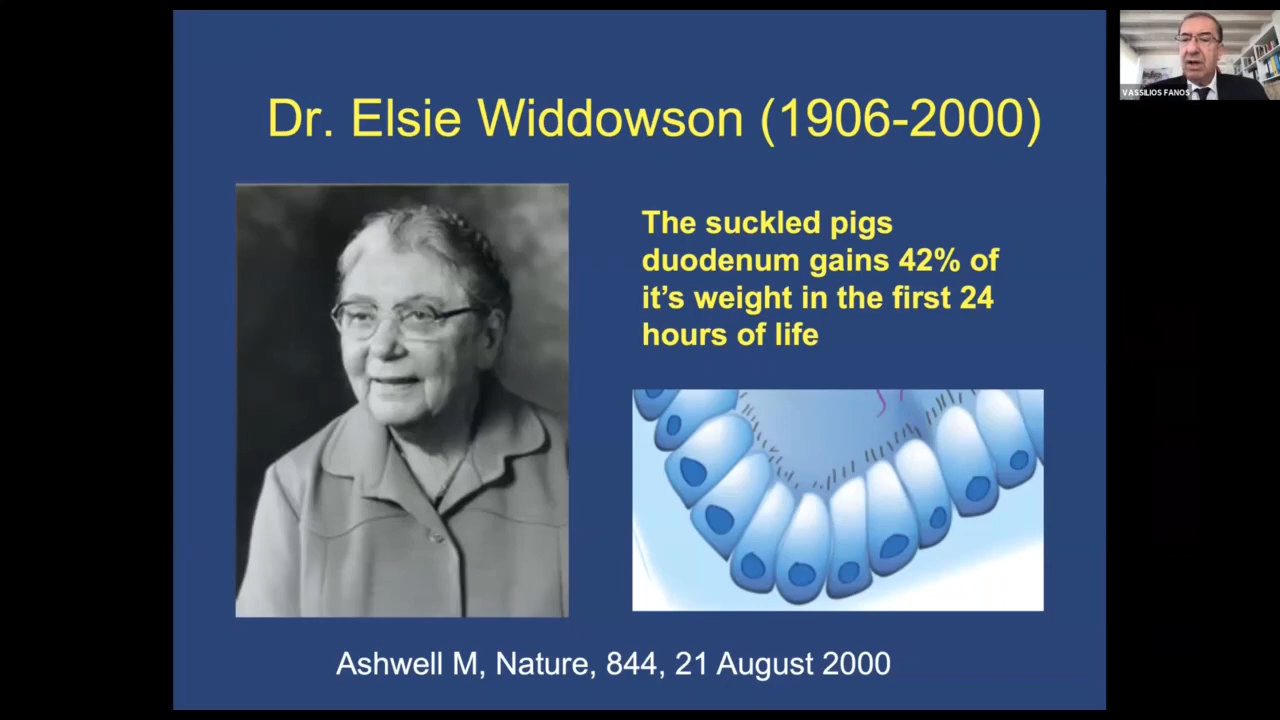 Dr. Elsie Widdowson (1906-2000)
The suckled pigs
duodenum gains 42% of
it’s weight in the first 24
hours of life
Ashwell M, Nature, 844, 21 August 2000
VASSILIOS FANOS